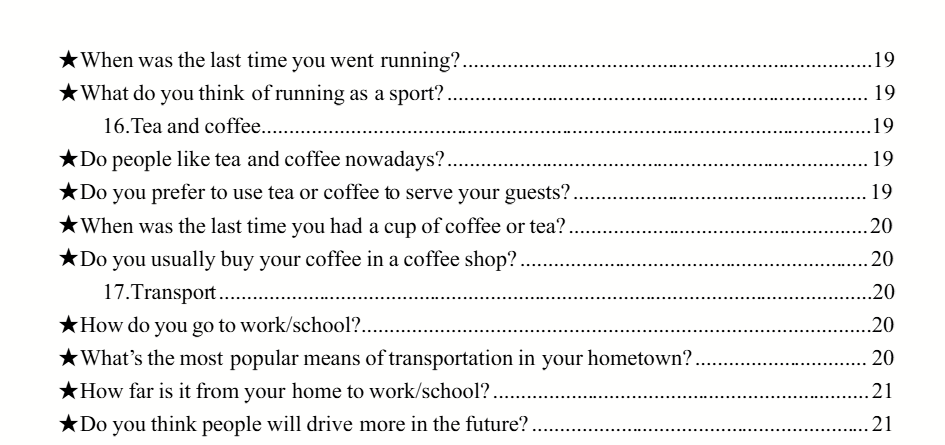 ★When was the last time you went running?........................................................................19
★What do you think of running as a sport?........................................................................ 19
16.Tea and coffee........................................................................................................19
★Do people like tea and coffee nowadays?........................................................................ 19
★Do you prefer to use tea or coffee to serve your guests?................................................ 19
★When was the last time you had a cup of coffee or tea?..................................................20
★Do you usually buy your coffee in a coffee shop?...........................................................20
17.Transport................................................................................................................20
★How do you go to work/school?........................................................................................20
★What's the most popular means of transportation in your hometown?............................ 20
★How far is it from your home to work/school?.................................................................21
★Do you think people will drive more in the future?..........................................................21